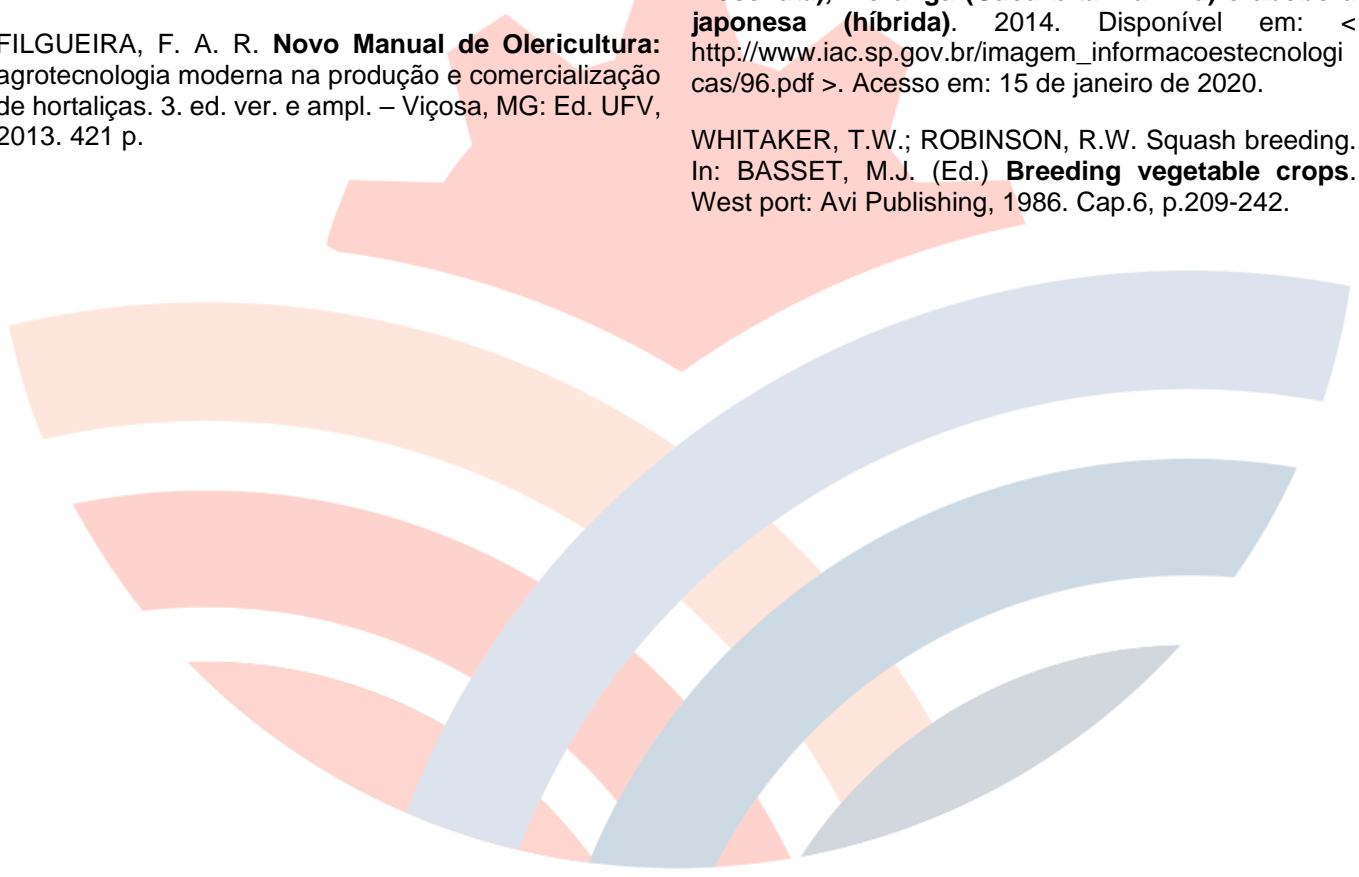 FILGUEIRA, F. A. R. Novo Manual de Olericultura:
agrotecnologia moderna na produção e comercialização
de hortaliças. 3. ed. ver. e ampl. – Viçosa, MG: Ed. UFV,
2013. 421 p.
japonesa (híbrida). 2014. Disponível em: <
http://www.iac.sp.gov.br/imagem_informacoestecnologi
cas/96.pdf >. Acesso em: 15 de janeiro de 2020.
WHITAKER, T.W.; ROBINSON, R.W. Squash breeding.
In: BASSET, M.J. (Ed.) Breeding vegetable crops.
West port: Avi Publishing, 1986. Cap.6, p.209-242.